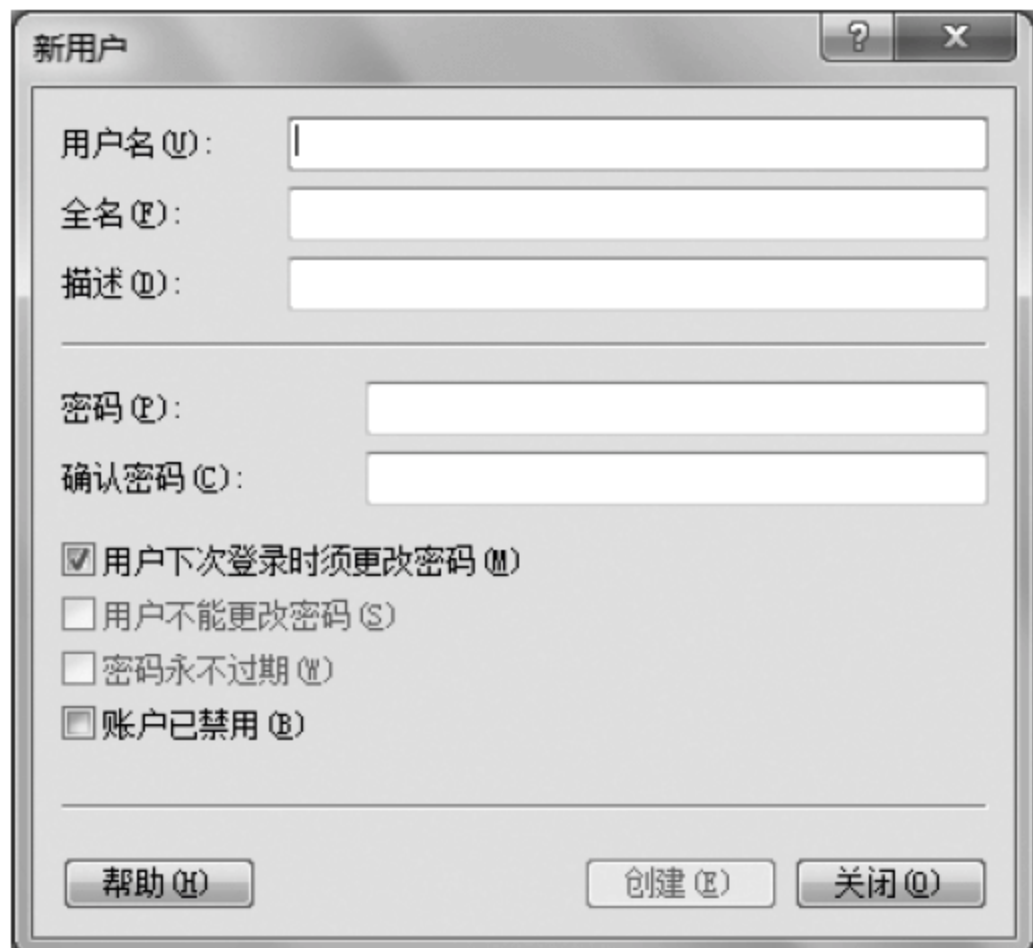 新用户
用户名(U):
全名(F):
描述(D):
密码(P):
确认密码(C):
用户下次登录时须更改密码(M)
用户不能更改密码(S)
密码永不过期(W)
账户已禁用(B)
帮助(H) 创建(E) 关闭(O)